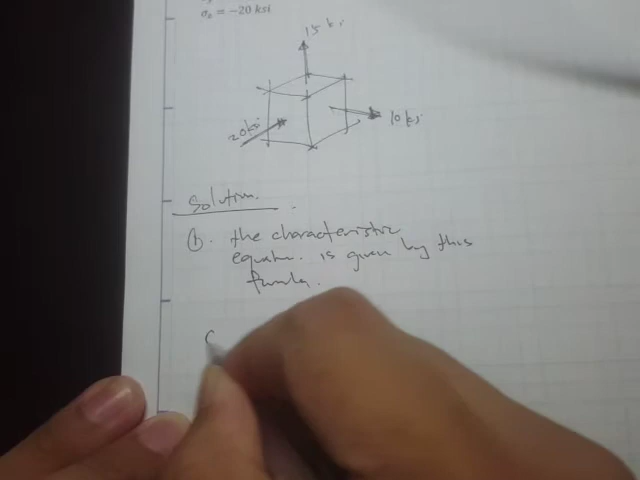 σz = −20 ksi
15 ksi
20 ksi
10 ksi
Solution.
①. the characteristic
equation. is given by this
formula.